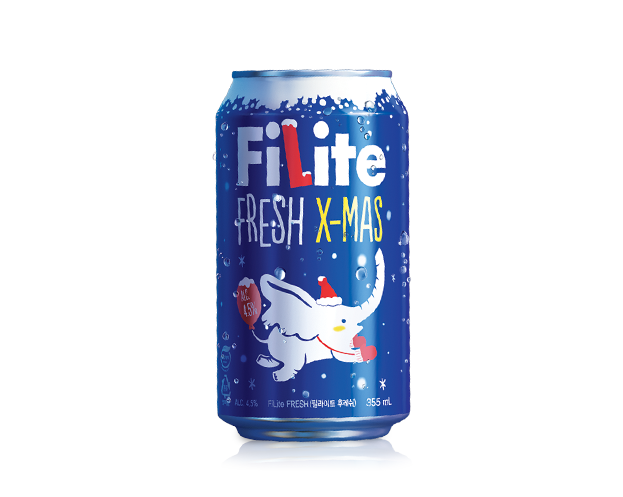 FiLite
FRESH X-MAS
ALC.
4.5%
ALC 4.5% FiLite FRESH (필라이트 후레쉬) 355 mL